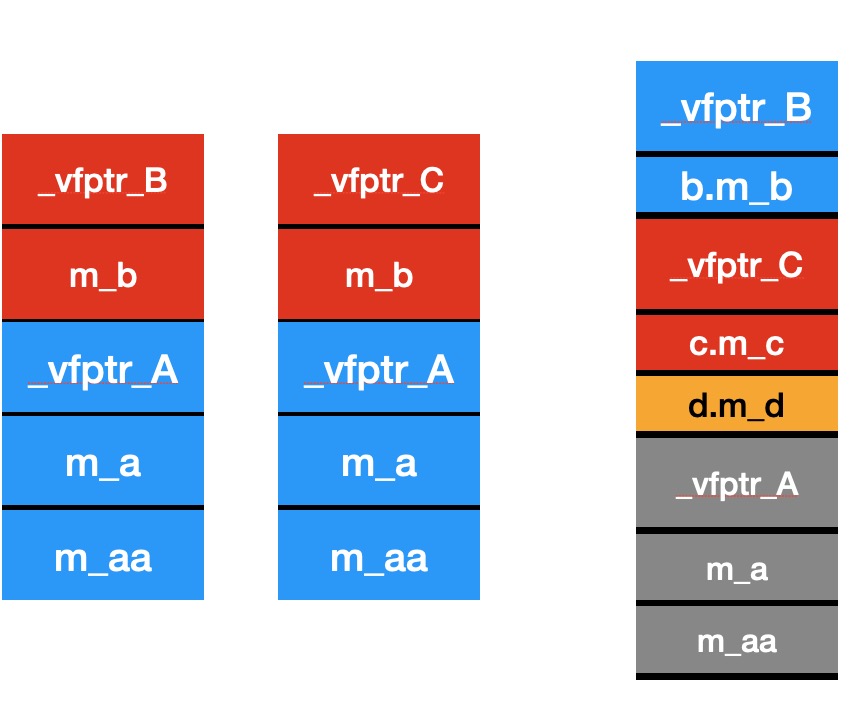 _vfptr_B
m_b
_vfptr_A
m_a
m_aa
_vfptr_C
m_b
_vfptr_A
m_a
m_aa
_vfptr_B
b.m_b
_vfptr_C
c.m_c
d.m_d
_vfptr_A
m_a
m_aa